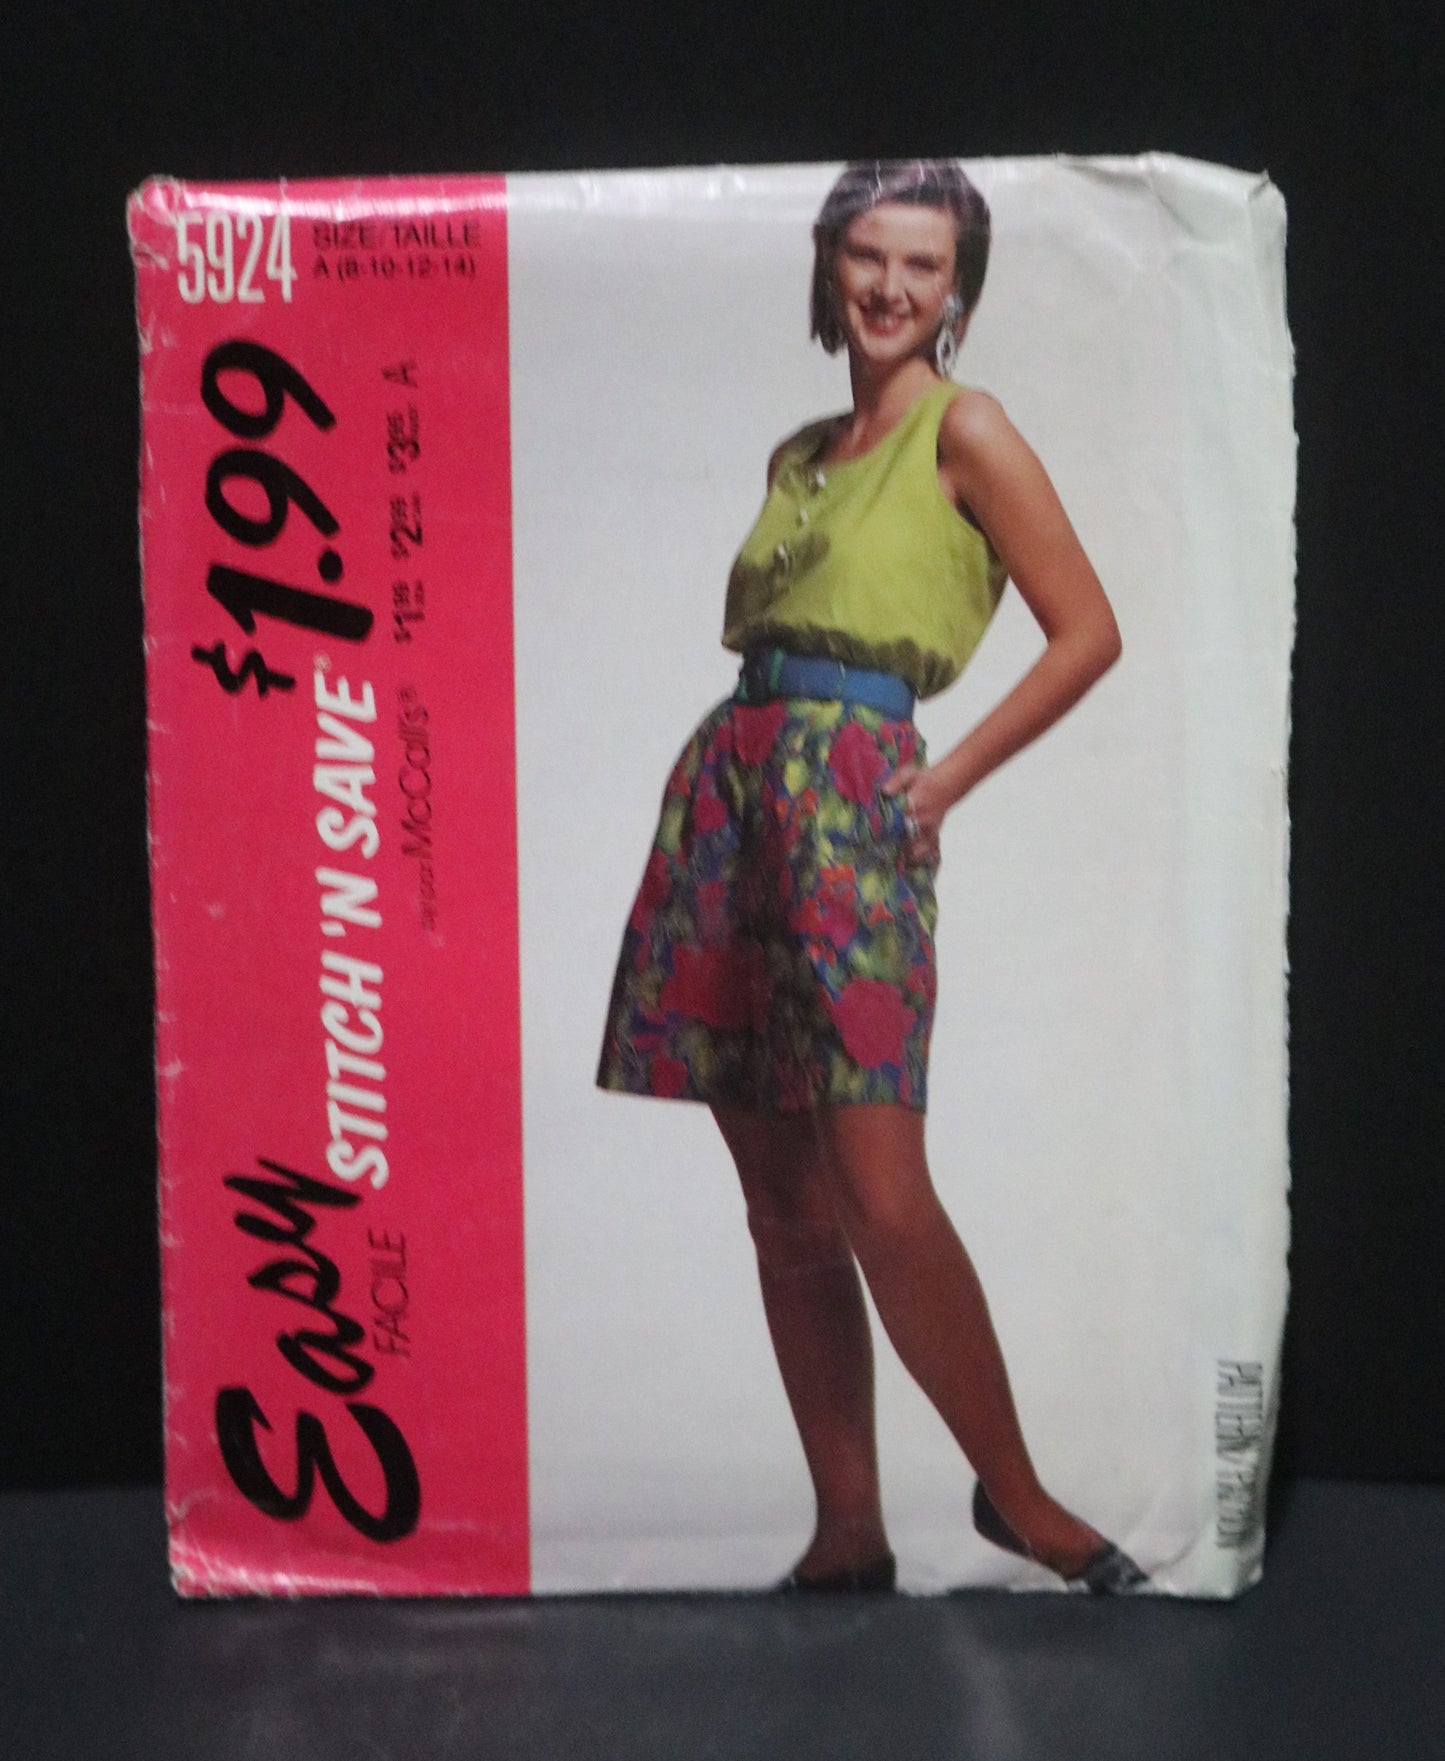 5924
SIZE/TAILLE
A (8-10-12-14)
$1.99
Easy
STITCH 'N SAVE®
FACILE
McCall's®
A
PATTERN/PATRON